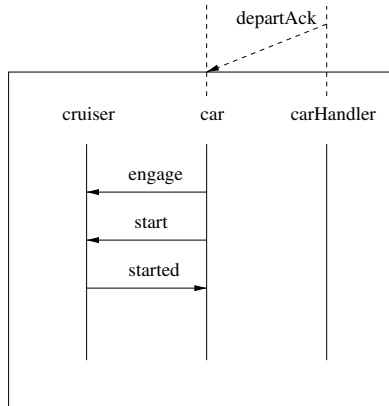 departAck
cruiser car carHandler
engage
start
started